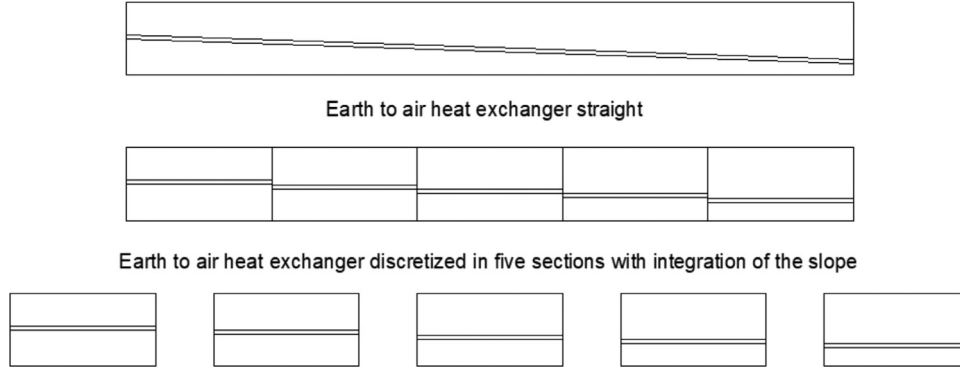 Earth to air heat exchanger straight
Earth to air heat exchanger discretized in five sections with integration of the slope